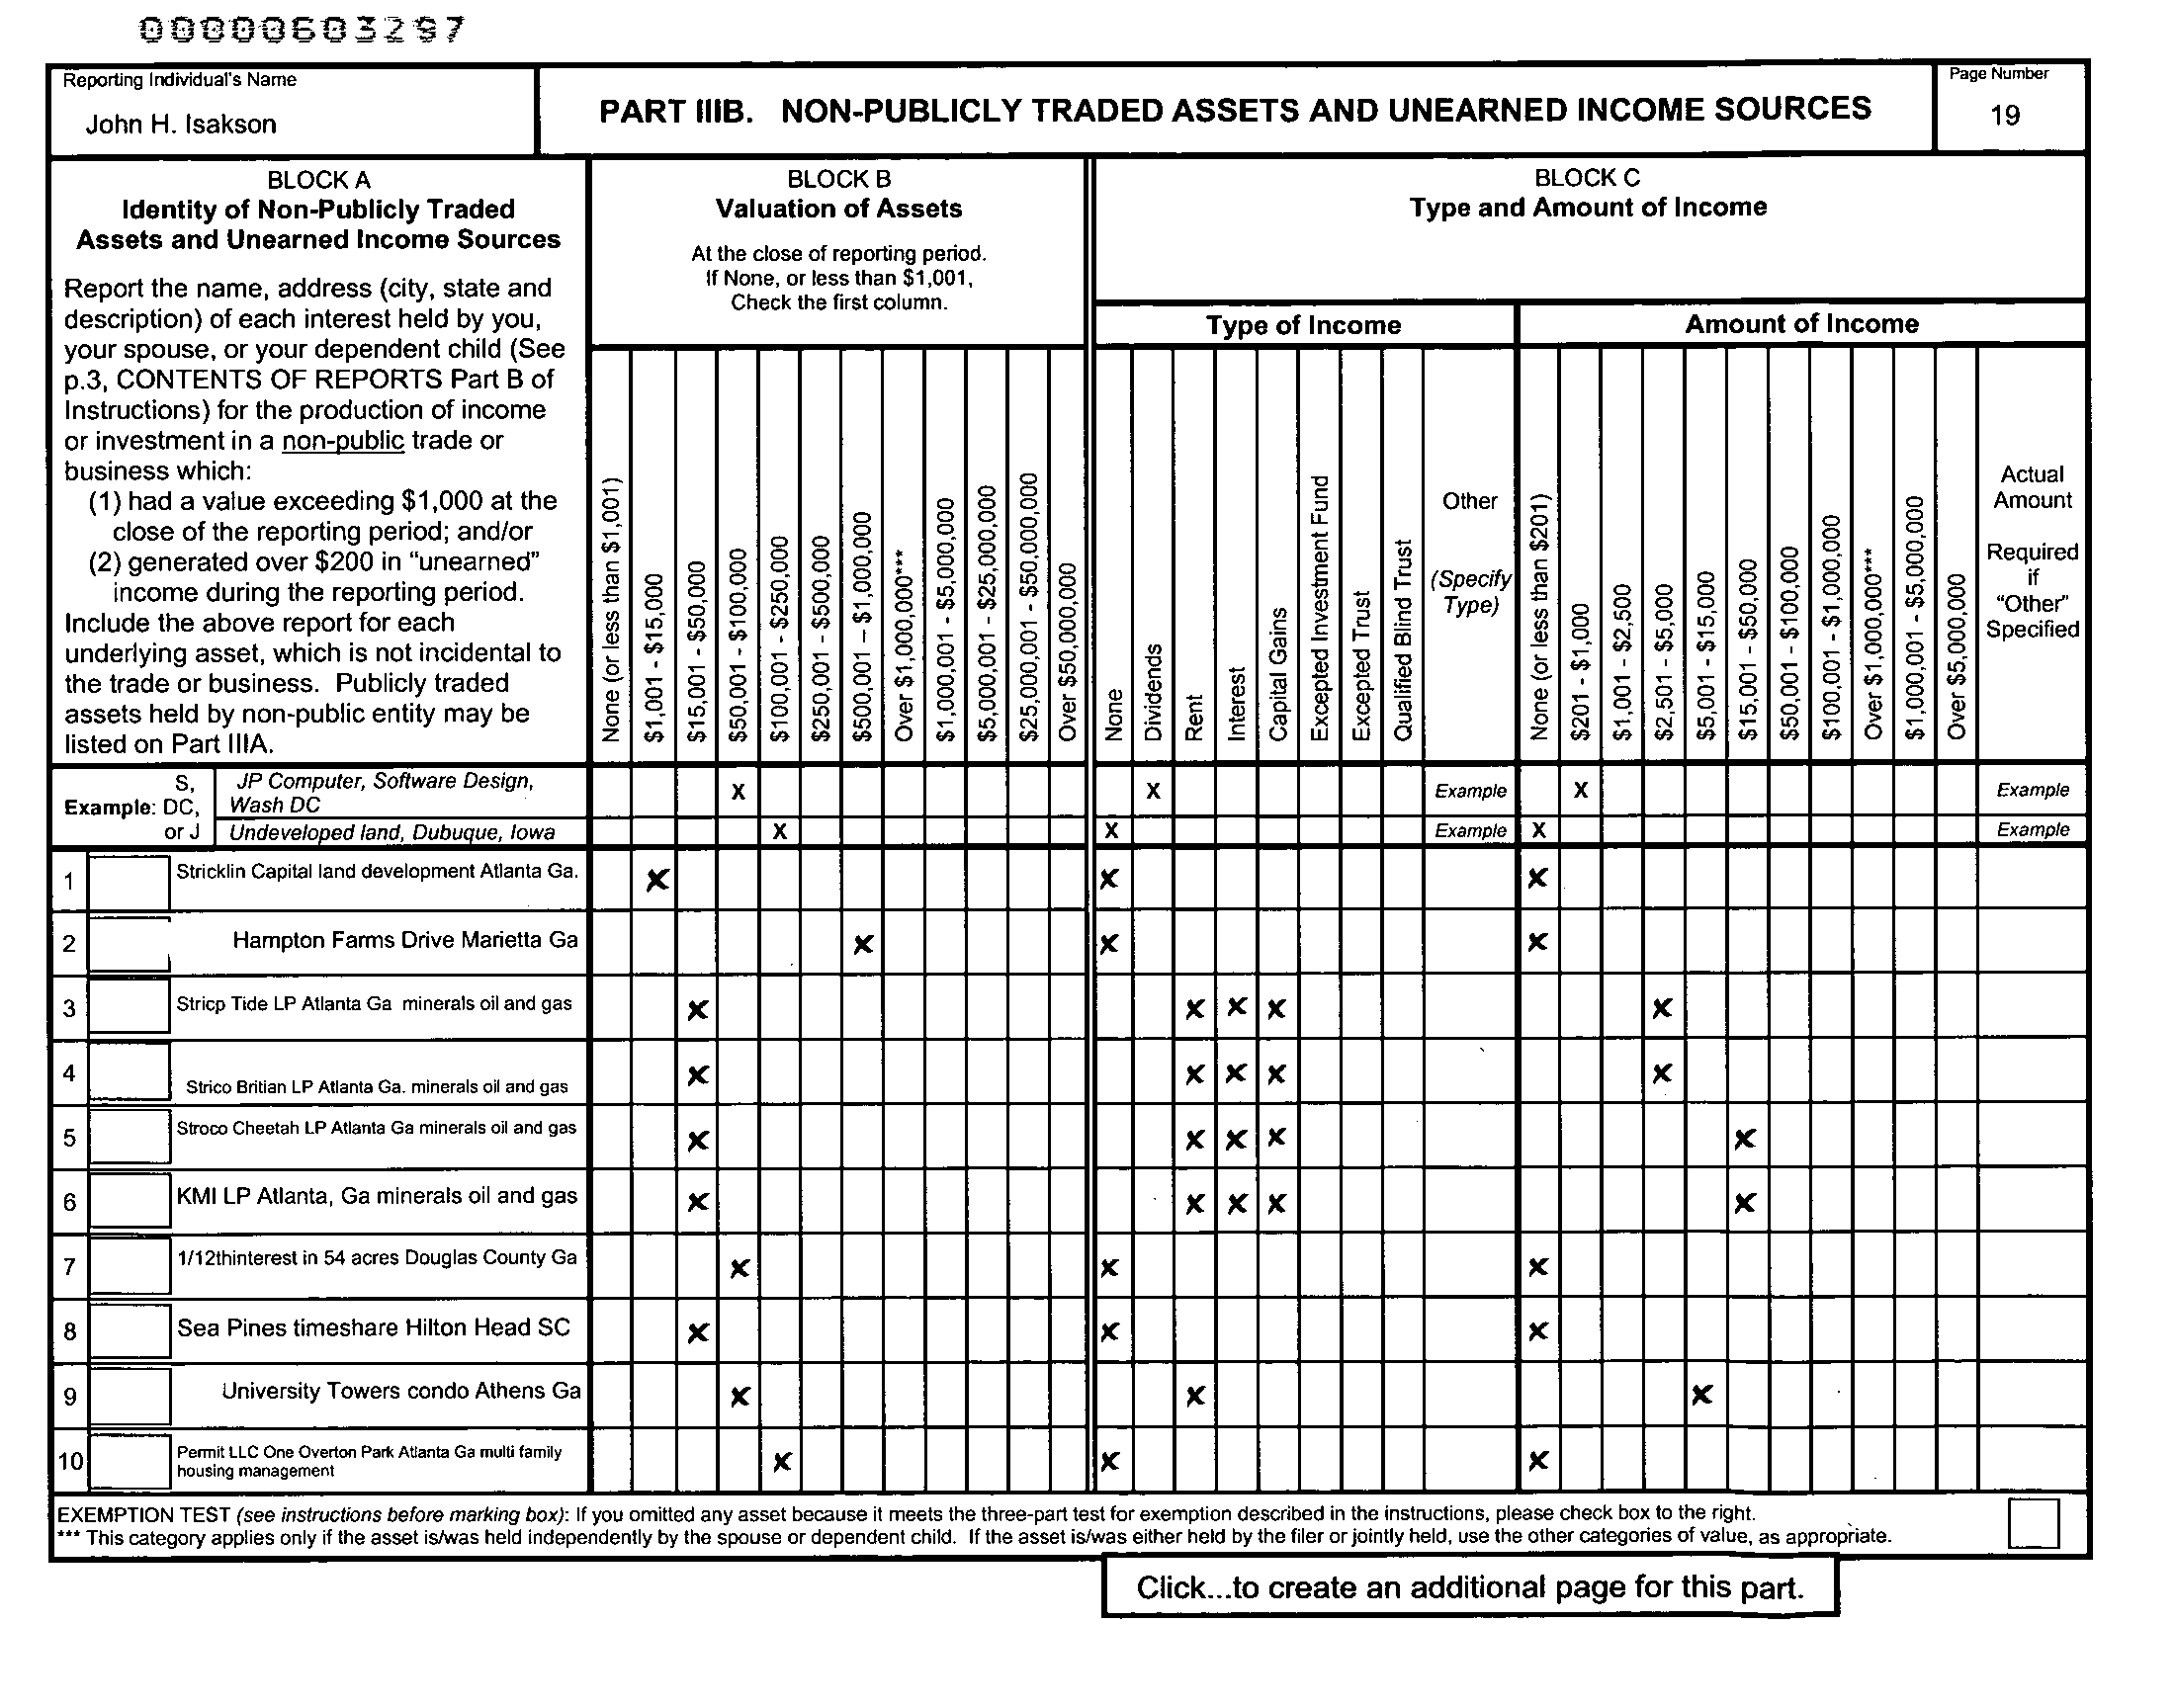 00000603297
Reporting Individual's Name
John H. Isakson
PART IIIB. NON-PUBLICLY TRADED ASSETS AND UNEARNED INCOME SOURCES
Page Number
19
BLOCK A
Identity of Non-Publicly Traded
Assets and Unearned Income Sources
Report the name, address (city, state and
description) of each interest held by you,
your spouse, or your dependent child (See
p.3, CONTENTS OF REPORTS Part B of
Instructions) for the production of income
or investment in a non-public trade or
business which:
(1) had a value exceeding $1,000 at the
close of the reporting period; and/or
(2) generated over $200 in "unearned"
income during the reporting period.
Include the above report for each
underlying asset, which is not incidental to
the trade or business. Publicly traded
assets held by non-public entity may be
listed on Part IIIA.
BLOCK B
Valuation of Assets
At the close of reporting period.
If None, or less than $1,001,
Check the first column.
None (or less than $1,001)
$1,001 - $15,000
$15,001 - $50,000
$50,001 - $100,000
$100,001 - $250,000
$250,001 - $500,000
$500,001 – $1,000,000
Over $1,000,000***
$1,000,001 - $5,000,000
$5,000,001 - $25,000,000
$25,000,001 - $50,000,000
Over $50,000,000
BLOCK C
Type and Amount of Income
Type of Income
None
Dividends
Rent
Interest
Capital Gains
Excepted Investment Fund
Excepted Trust
Qualified Blind Trust
Other
(Specify
Type)
Amount of Income
None (or less than $201)
$201 - $1,000
$1,001 - $2,500
$2,501 - $5,000
$5,001 - $15,000
$15,001 - $50,000
$50,001 - $100,000
$100,001 - $1,000,000
Over $1,000,000***
$1,000,001 - $5,000,000
Over $5,000,000
Actual
Amount
Required
if
"Other"
Specified
S,
Example: DC,
or J
JP Computer, Software Design,
Wash DC
X X Example X Example
Undeveloped land, Dubuque, Iowa X X Example X Example
1 Stricklin Capital land development Atlanta Ga. X X X
2 Hampton Farms Drive Marietta Ga X X X
3 Stricp Tide LP Atlanta Ga minerals oil and gas X X X X X
4 Strico Britian LP Atlanta Ga. minerals oil and gas X X X X X
5 Stroco Cheetah LP Atlanta Ga minerals oil and gas X X X X X
6 KMI LP Atlanta, Ga minerals oil and gas X X X X X
7 1/12thinterest in 54 acres Douglas County Ga X X X
8 Sea Pines timeshare Hilton Head SC X X X
9 University Towers condo Athens Ga X X X
10 Permit LLC One Overton Park Atlanta Ga multi family
housing management X X X
EXEMPTION TEST (see instructions before marking box): If you omitted any asset because it meets the three-part test for exemption described in the instructions, please check box to the right.
*** This category applies only if the asset is/was held independently by the spouse or dependent child. If the asset is/was either held by the filer or jointly held, use the other categories of value, as appropriate.
Click...to create an additional page for this part.